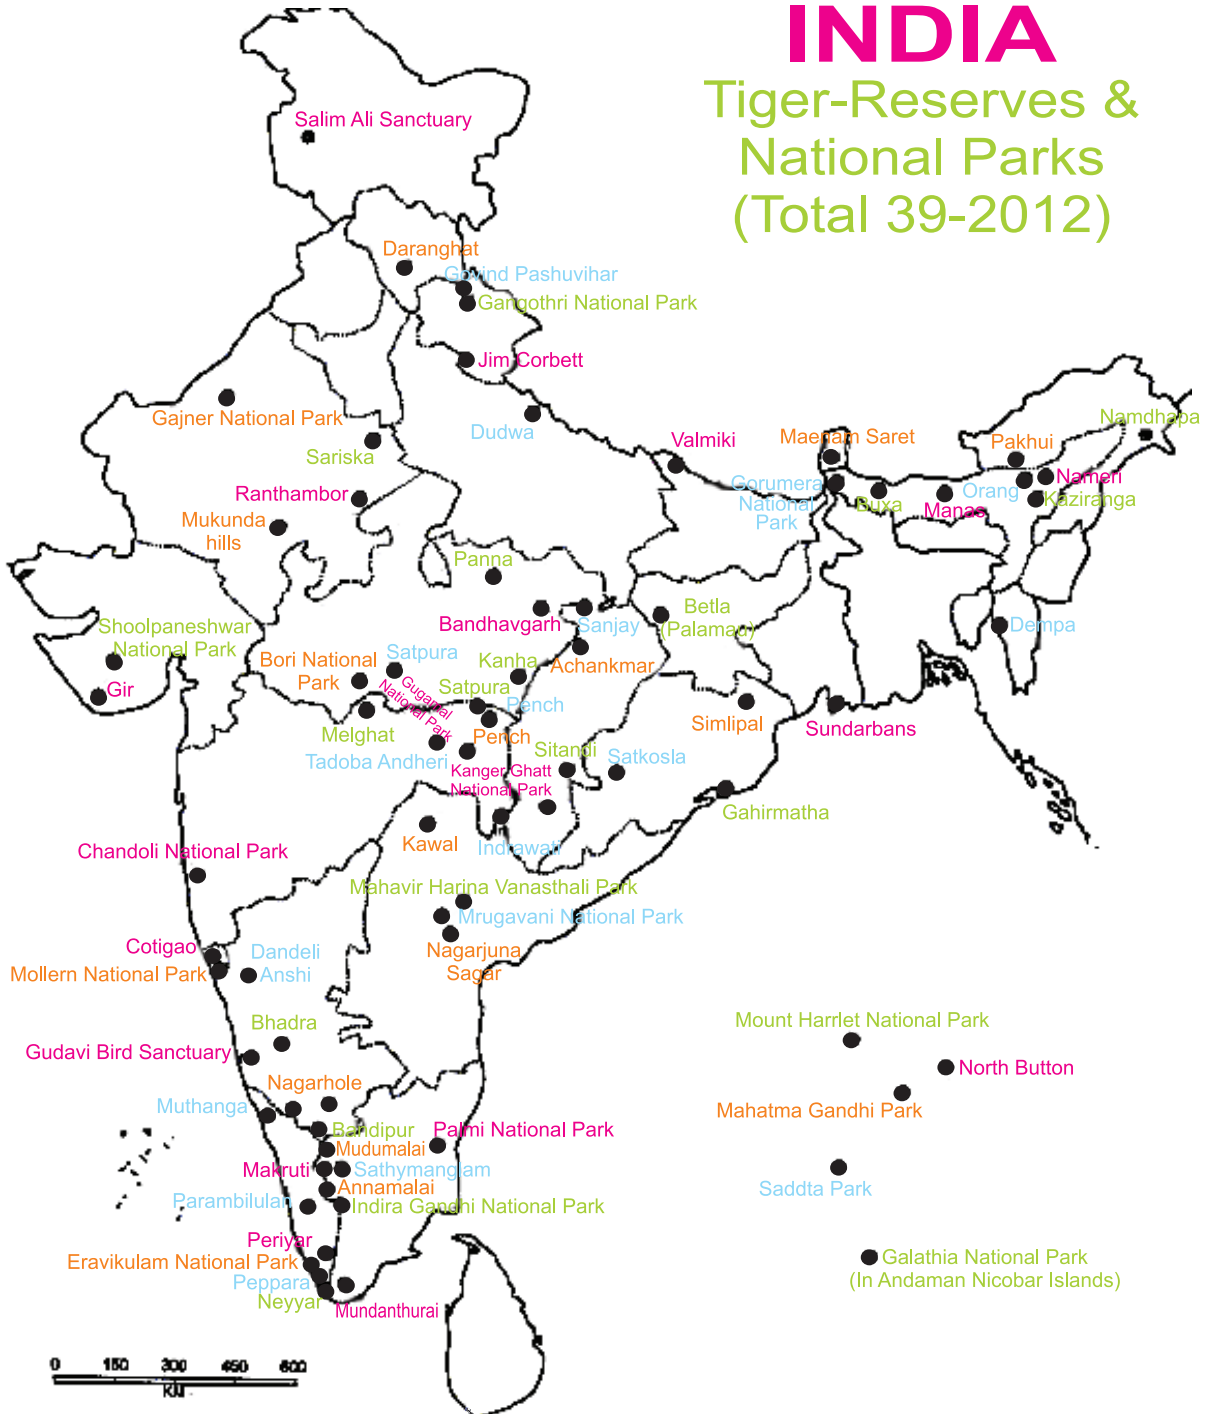 INDIA
Tiger-Reserves &
National Parks
(Total 39-2012)
Salim Ali Sanctuary
Daranghat
Govind Pashuvihar
Gangothri National Park
Jim Corbett
Gajner National Park
Dudwa
Sariska
Valmiki
Maenam Saret
Pakhui
Namdhapa
Ranthambor
Gorumera
National
Park
Buxa
Manas
Orang
Nameri
Kaziranga
Mukunda
hills
Panna
Bandhavgarh
Sanjay
Betla
(Palamau)
Dempa
Shoolpaneshwar
National Park
Gir
Bori National
Park
Satpura
Kanha
Achankmar
Satpura
Gugamal
National Park
Pench
Pench
Melghat
Simlipal
Sundarbans
Tadoba Andheri
Sitandi
Satkosla
Kanger Ghatt
National Park
Gahirmatha
Kawal
Indrawati
Chandoli National Park
Mahavir Harina Vanasthali Park
Mrugavani National Park
Nagarjuna
Sagar
Cotigao
Mollern National Park
Dandeli
Anshi
Bhadra
Gudavi Bird Sanctuary
Mount Harrlet National Park
North Button
Mahatma Gandhi Park
Saddta Park
Galathia National Park
(In Andaman Nicobar Islands)
Nagarhole
Muthanga
Bandipur
Palmi National Park
Mudumalai
Makruti
Sathymanglam
Annamalai
Parambilulan
Indira Gandhi National Park
Periyar
Eravikulam National Park
Peppara
Neyyar
Mundanthurai
0 150 300 450 600
KM